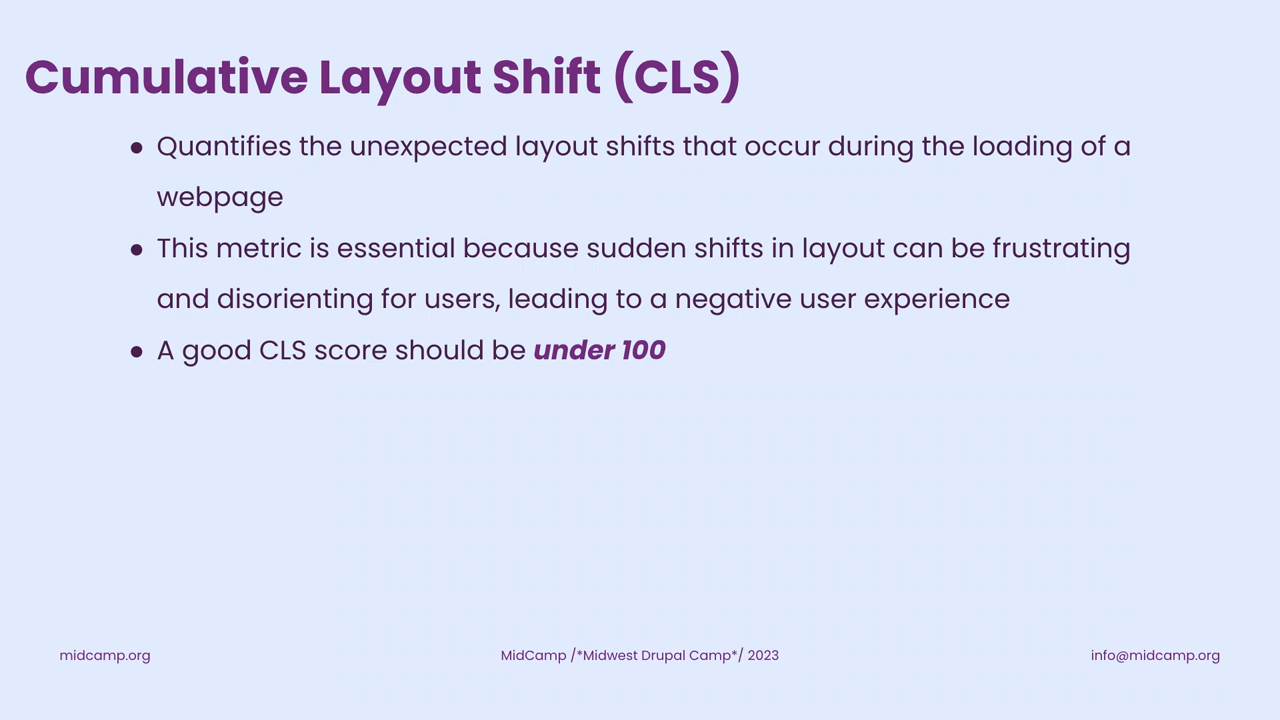 Cumulative Layout Shift (CLS)
● Quantifies the unexpected layout shifts that occur during the loading of a
webpage
● This metric is essential because sudden shifts in layout can be frustrating
and disorienting for users, leading to a negative user experience
● A good CLS score should be under 100
midcamp.org
MidCamp /*Midwest Drupal Camp*/ 2023
info@midcamp.org